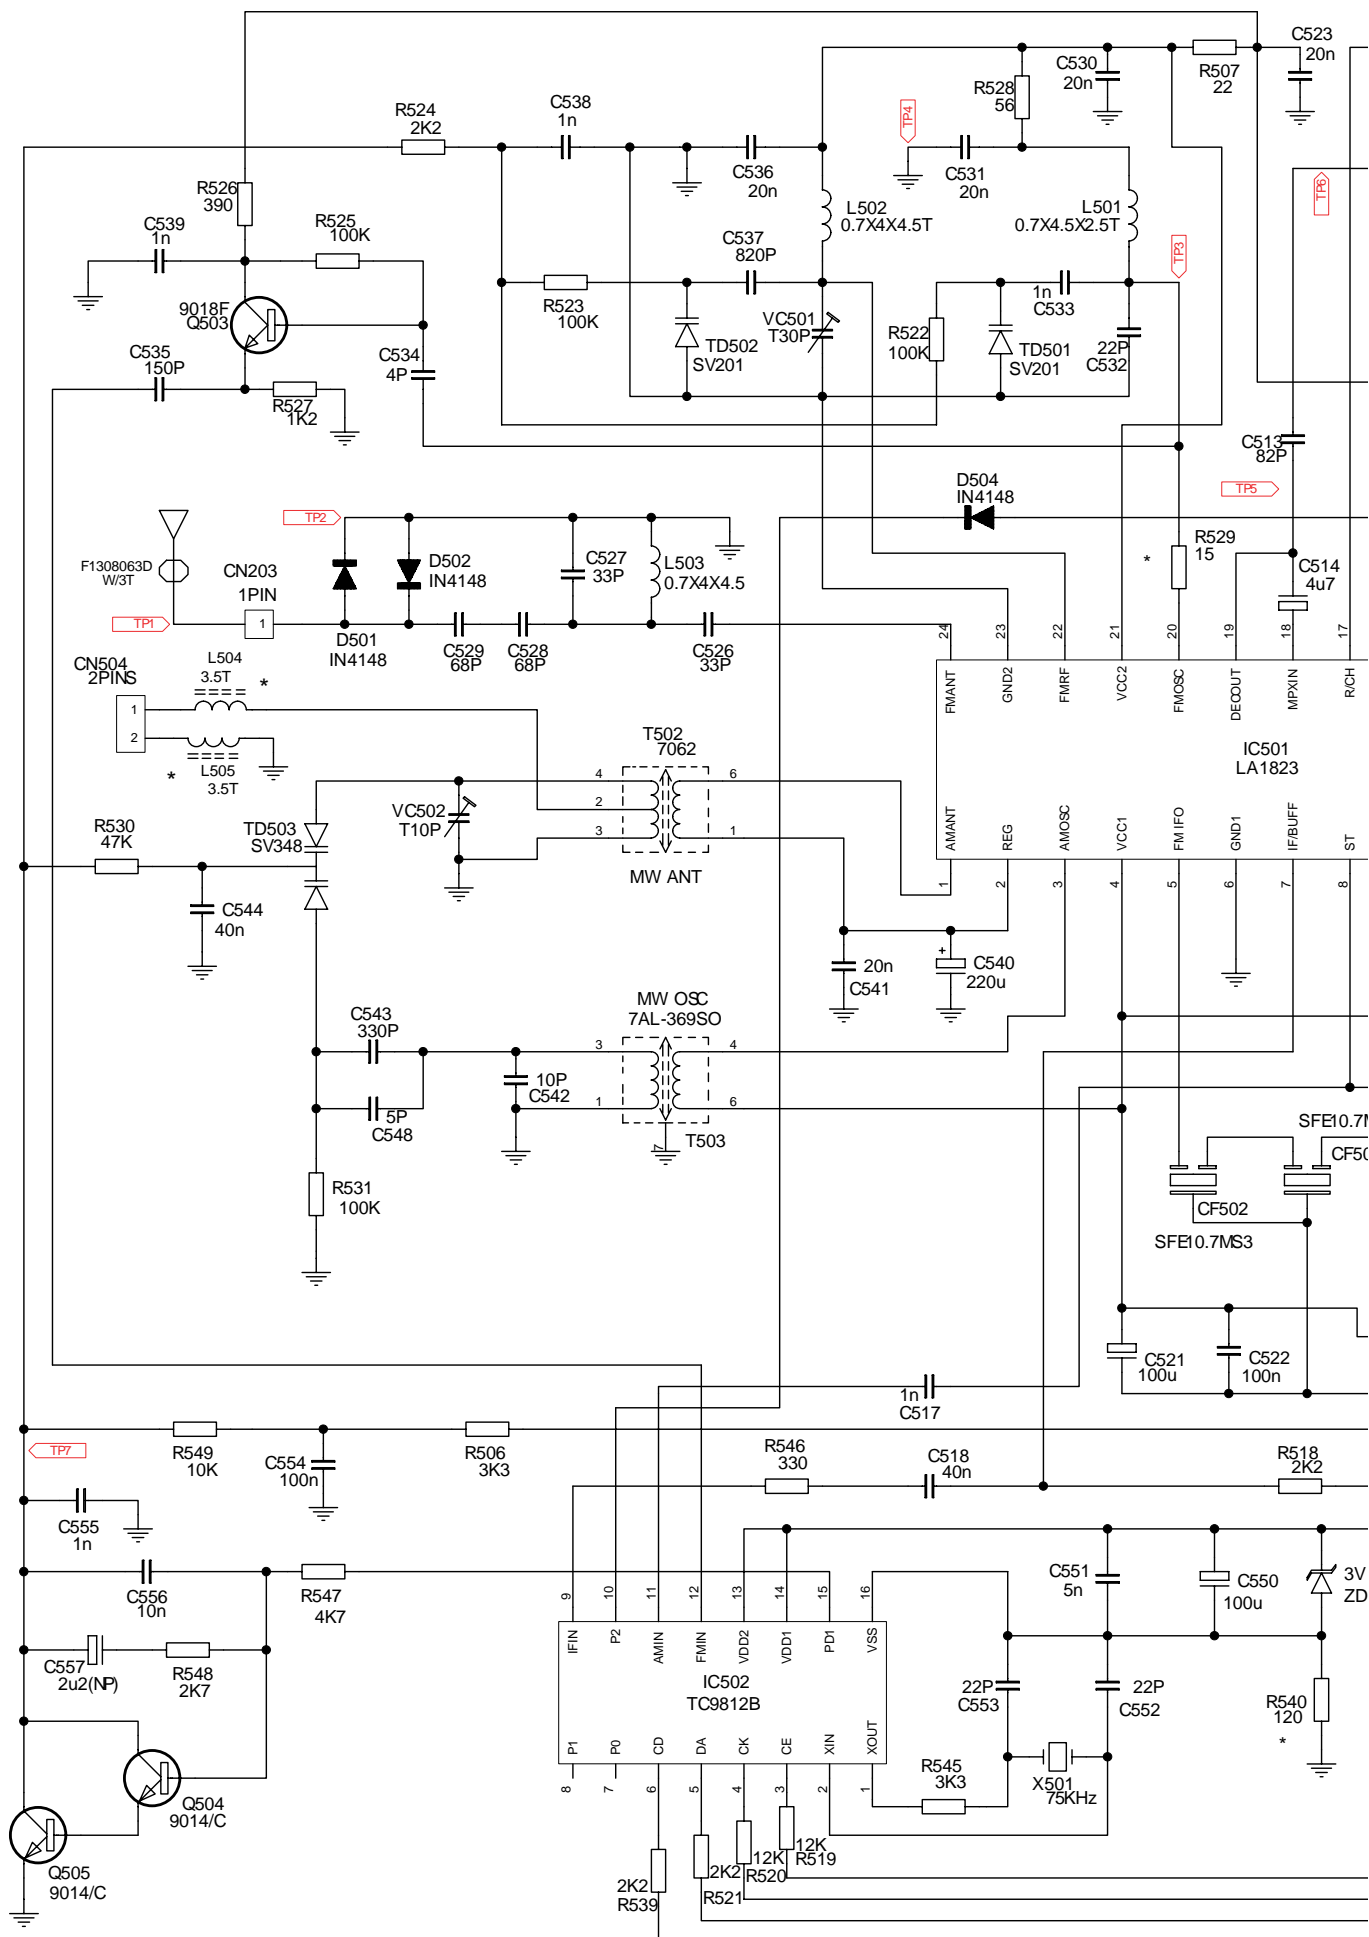 C523
20n
C530
20n
R507
22
R528
56
C538
1n
R524
2K2
TP4
C536
20n
C531
20n
TP6
R526
390
C539
1n
R525
100K
L502
0.7X4X4.5T
L501
0.7X4.5X2.5T
C537
820P
TP3
9018F
Q503
R523
100K
1n
C533
VC501
T30P
R522
100K
TD502
SV201
TD501
SV201
22P
C532
C535
150P
C534
4P
R527
1K2
C513
82P
D504
IN4148
TP5
TP2
R529
15
*
C514
4u7
F1308063D
W/3T
CN203
1PIN
1
D502
IN4148
C527
33P
L503
0.7X4X4.5
TP1
D501
IN4148
C529
68P
C528
68P
C526
33P
24
23
22
21
20
19
18
17
CN504
2PINS
L504
3.5T
*
1
2
FMANT
GND2
FMRF
VCC2
FMOSC
DECOUT
MPXIN
R/CH
*
L505
3.5T
T502
7062
IC501
LA1823
4
2
3
6
1
VC502
T10P
TD503
SV348
R530
47K
MW ANT
AMANT
REG
AMOSC
VCC1
FM IFO
GND1
IF/BUFF
ST
1
2
3
4
5
6
7
8
C544
40n
20n
C541
+
C540
220u
MW OSC
7AL-369SO
C543
330P
3
4
10P
C542
1
6
5P
C548
7
T503
SFE10.7M
CF50
R531
100K
CF502
SFE10.7MS3
C521
100u
C522
100n
1n
C517
TP7
R549
10K
C554
100n
R506
3K3
R546
330
C518
40n
R518
2K2
C555
1n
C556
10n
R547
4K7
9
10
11
12
13
14
15
16
C551
5n
C550
100u
3V
ZD
IFIN
P2
AMIN
FMIN
VDD2
VDD1
PD1
VSS
C557
2u2(NP)
R548
2K7
IC502
TC9812B
22P
C553
22P
C552
R540
120
*
P1
P0
CD
DA
CK
CE
XIN
XOUT
8
7
6
5
4
3
2
1
R545
3K3
X501
75KHz
Q504
9014/C
Q505
9014/C
2K2
R539
2K2
R521
12K
R520
12K
R519